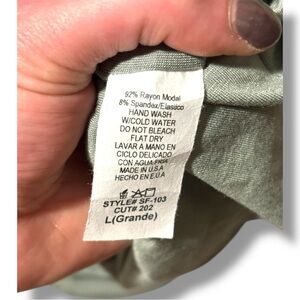 92% Rayon Modal
8% Spandex/Elastico
HAND WASH
W/COLD WATER
DO NOT BLEACH
FLAT DRY
LAVAR A MANO EN
CICLO DELICADO
CON AGUA FRIA
MADE IN U.S.A
HECHO EN E.U.A
STYLE# SF-103
CUT# 202
L(Grande)